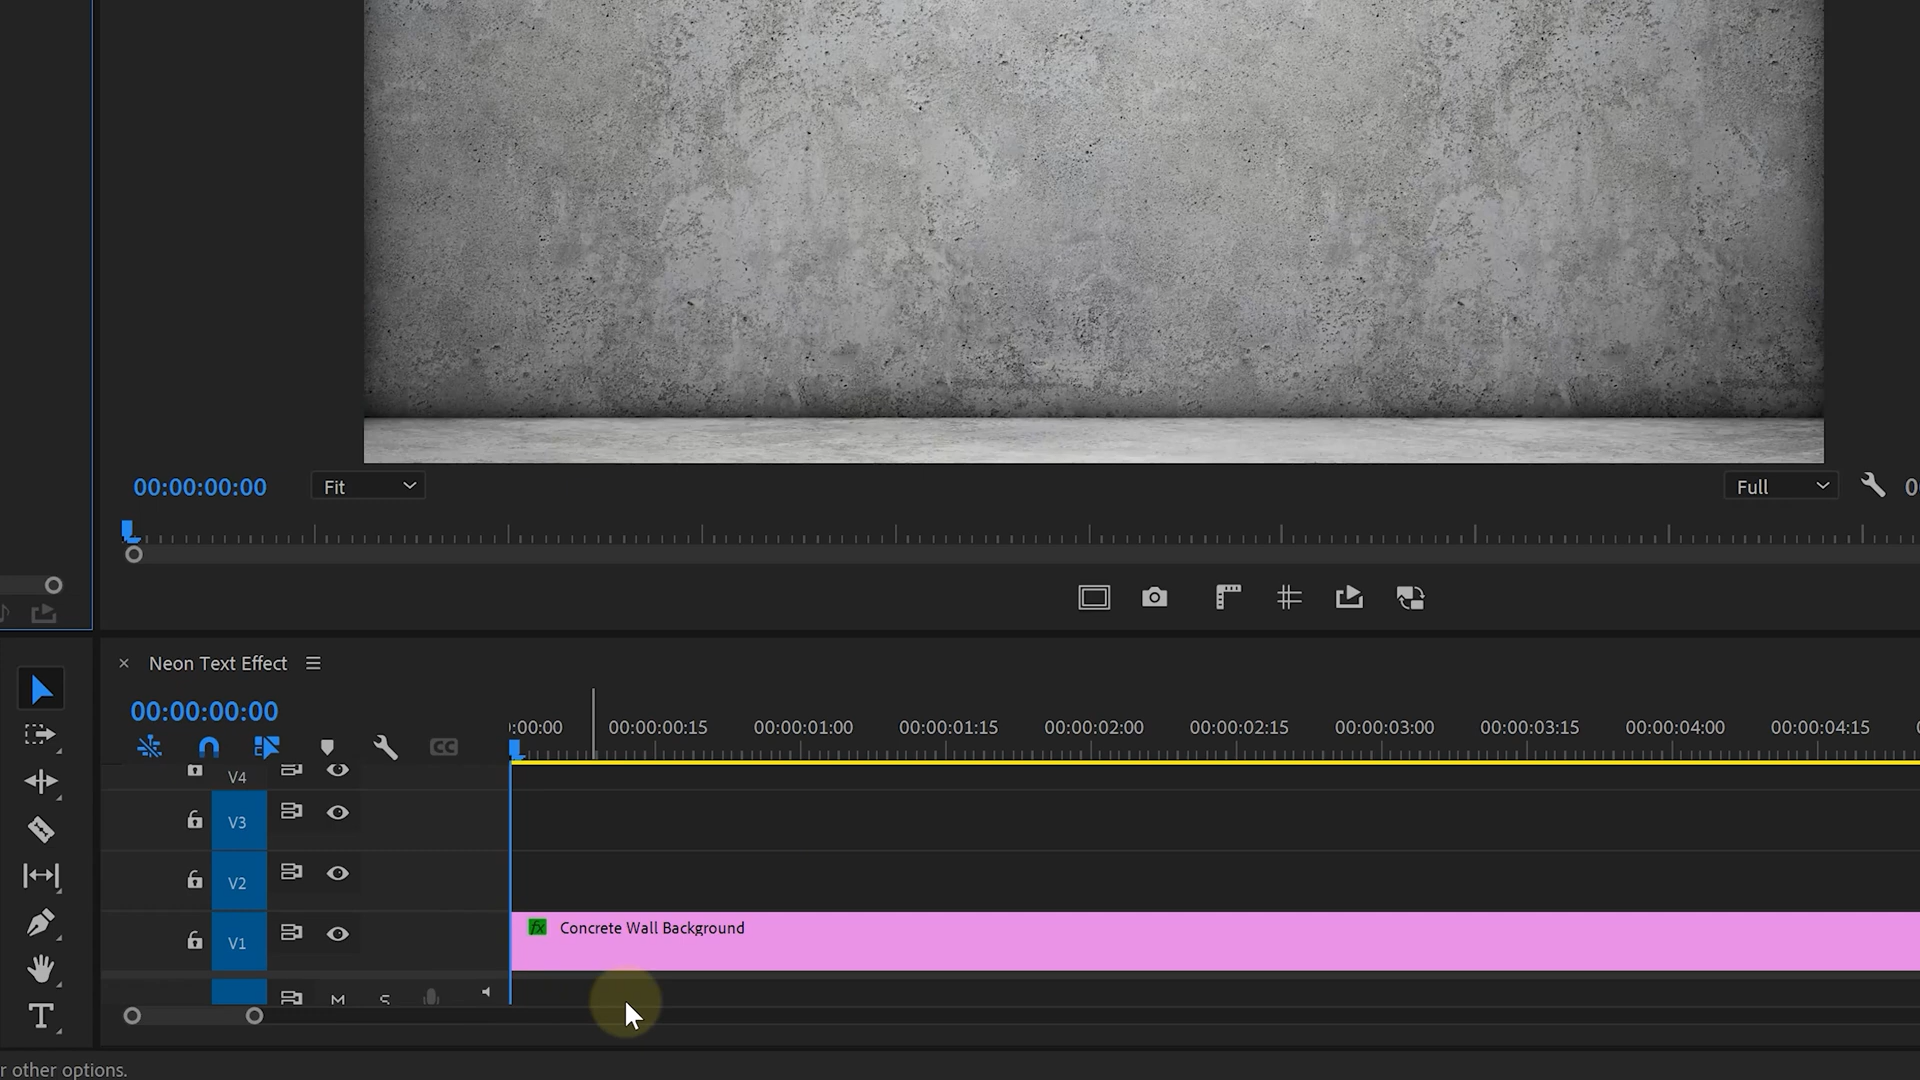 00:00:00:00
Fit
Full
0
Neon Text Effect
00:00:00:00
:00:00
00:00:00:15
00:00:01:00
00:00:01:15
00:00:02:00
00:00:02:15
00:00:03:00
00:00:03:15
00:00:04:00
00:00:04:15
CC
V4
V3
V2
V1
fx Concrete Wall Background
M S
T
r other options.